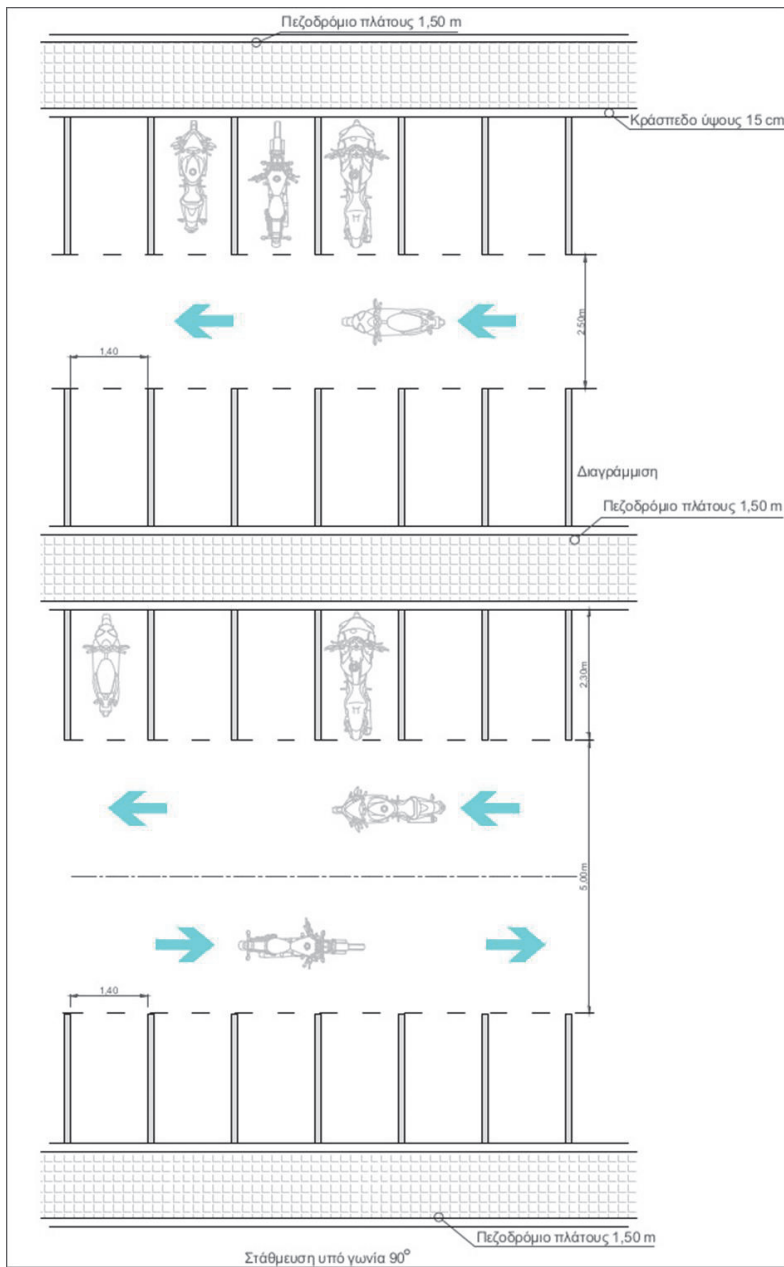 Πεζοδρόμιο πλάτους 1,50 m
Κράσπεδο ύψους 15 cm
2.50m
1,40
Διαγράμμιση
Πεζοδρόμιο πλάτους 1,50 m
2.30m
5.00m
1,40
Πεζοδρόμιο πλάτους 1,50 m
Στάθμευση υπό γωνία 90°